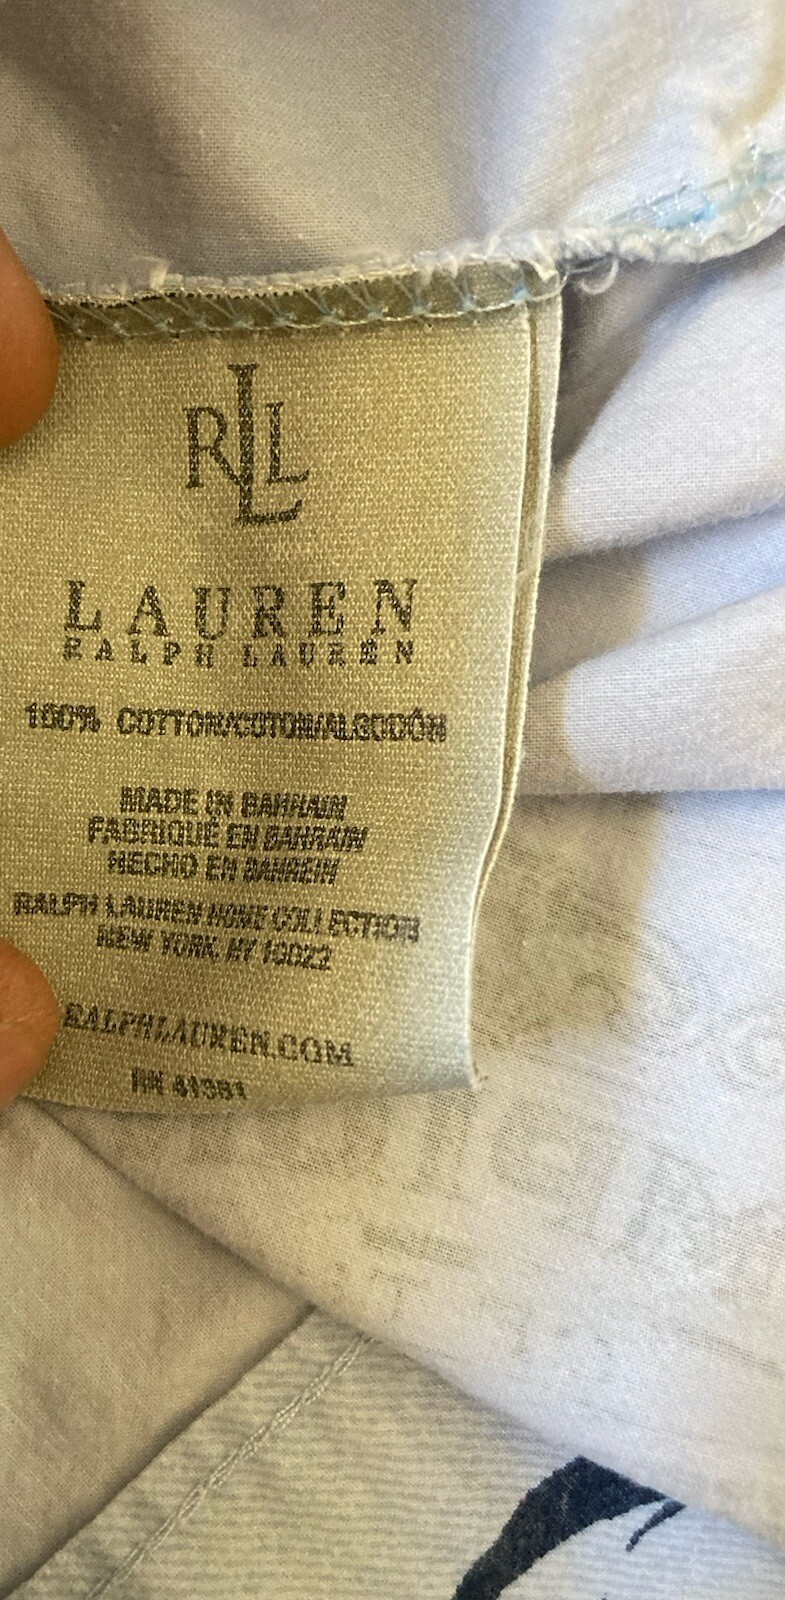 RLL
LAUREN
RALPH LAUREN
100% COTTON/COTON/ALGODÓN
MADE IN BAHRAIN
FABRIQUÉ EN BAHRAIN
HECHO EN BAHREIN
RALPH LAUREN HOME COLLECTION
NEW YORK, NY 10022
RALPHLAUREN.COM
RN 41381